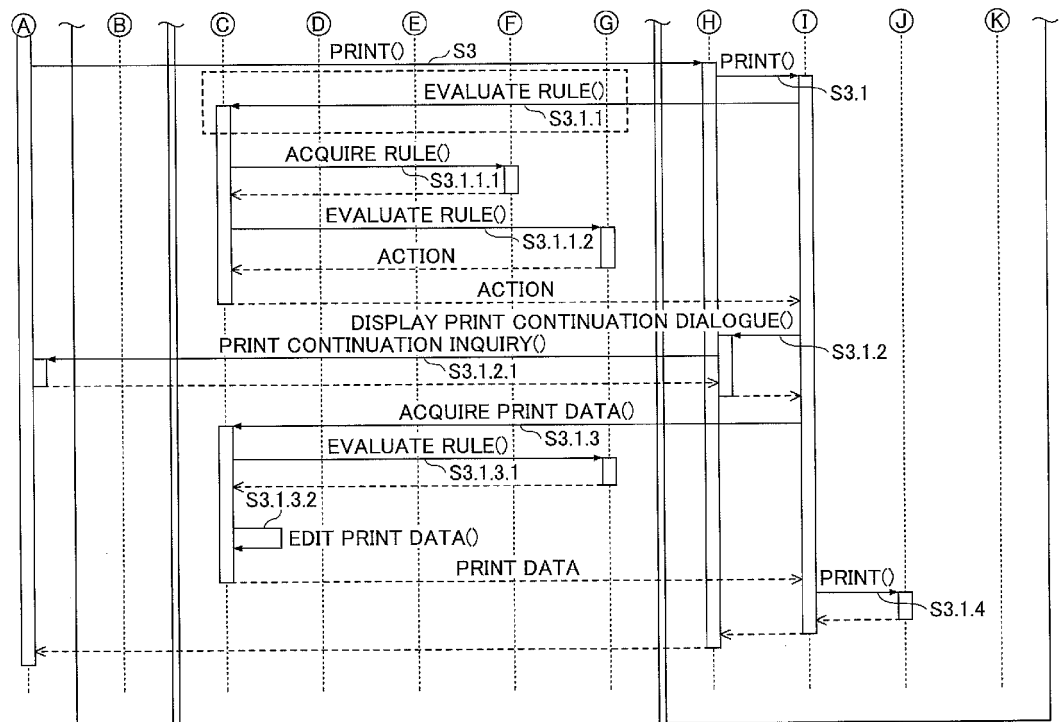 A B C D E F G H I J K
PRINT() S3
PRINT()
S3.1
EVALUATE RULE()
S3.1.1
ACQUIRE RULE()
S3.1.1.1
EVALUATE RULE()
S3.1.1.2
ACTION
ACTION
DISPLAY PRINT CONTINUATION DIALOGUE()
S3.1.2
PRINT CONTINUATION INQUIRY()
S3.1.2.1
ACQUIRE PRINT DATA()
S3.1.3
EVALUATE RULE()
S3.1.3.1
S3.1.3.2
EDIT PRINT DATA()
PRINT DATA
PRINT()
S3.1.4